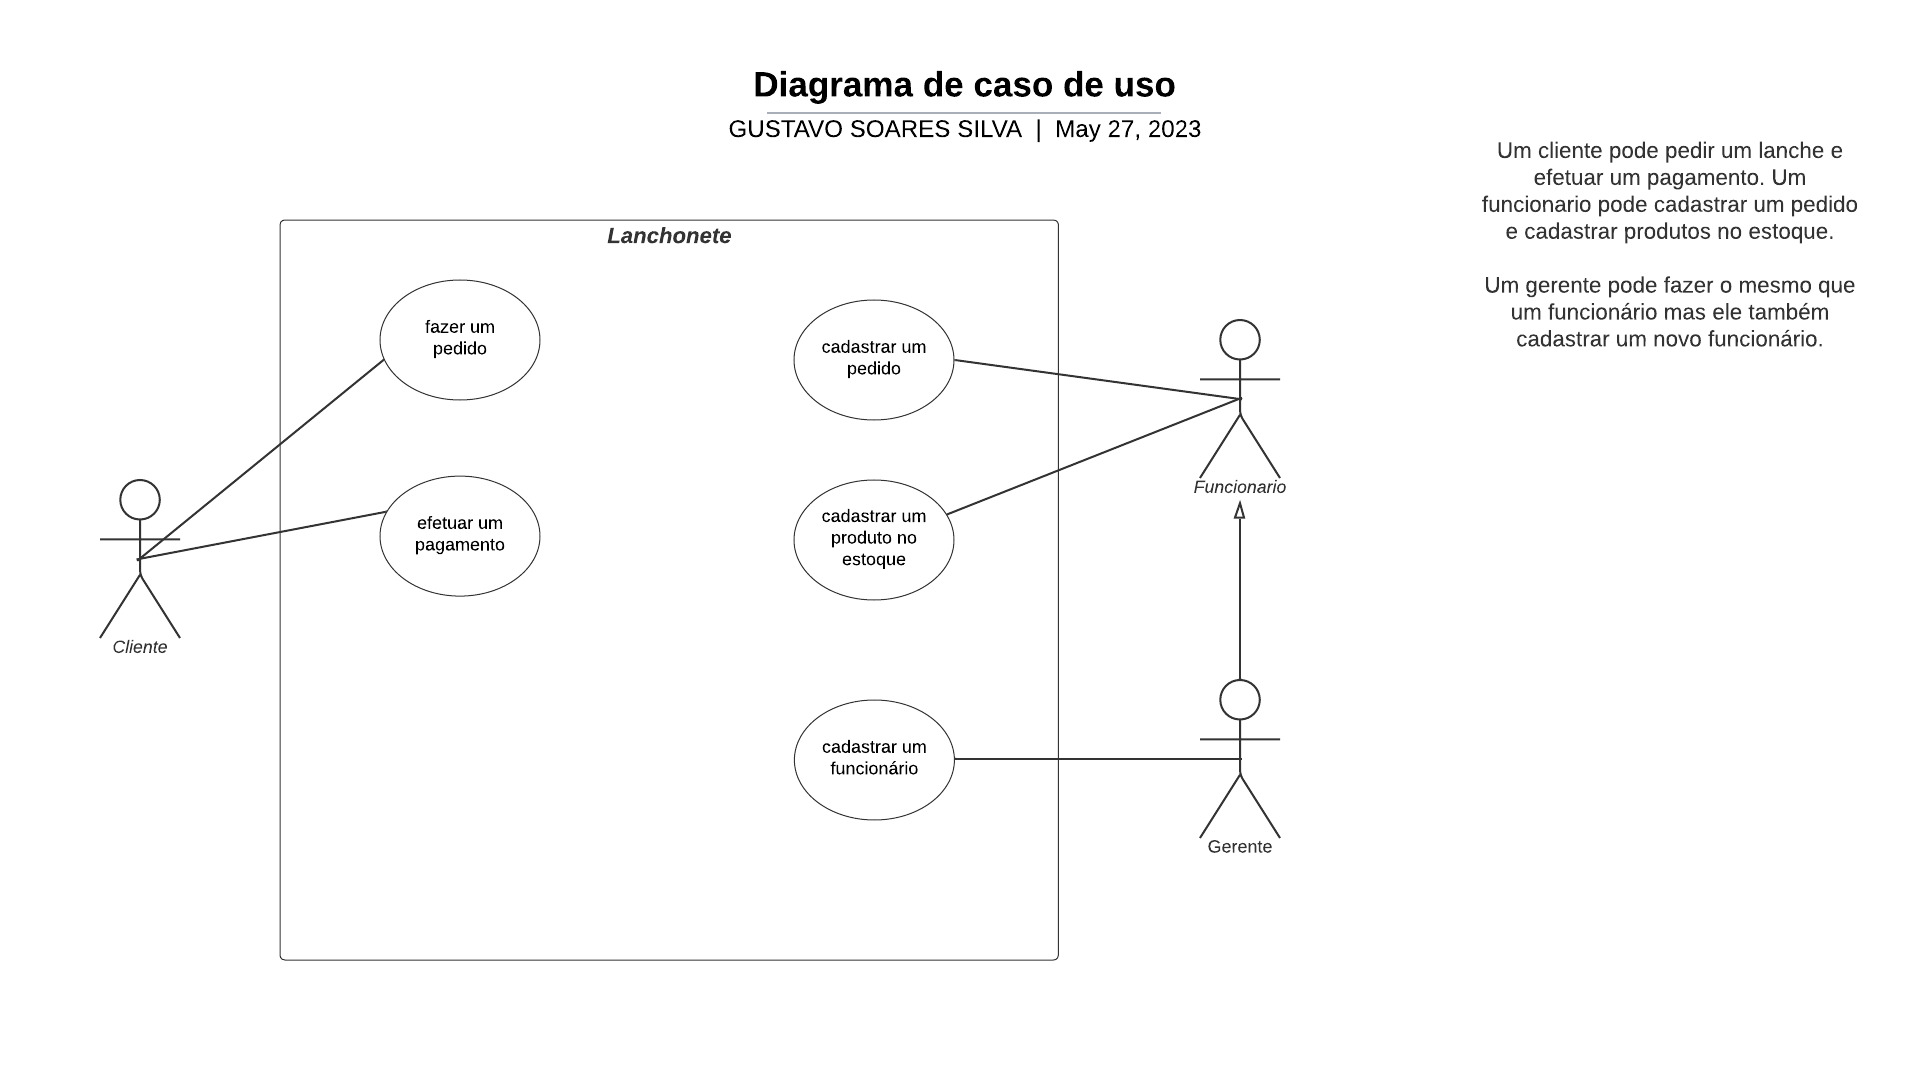 Diagrama de caso de uso
GUSTAVO SOARES SILVA | May 27, 2023
Um cliente pode pedir um lanche e
efetuar um pagamento. Um
funcionario pode cadastrar um pedido
e cadastrar produtos no estoque.
Um gerente pode fazer o mesmo que
um funcionário mas ele também
cadastrar um novo funcionário.
Lanchonete
fazer um
pedido
cadastrar um
pedido
efetuar um
pagamento
cadastrar um
produto no
estoque
Funcionario
Cliente
cadastrar um
funcionário
Gerente